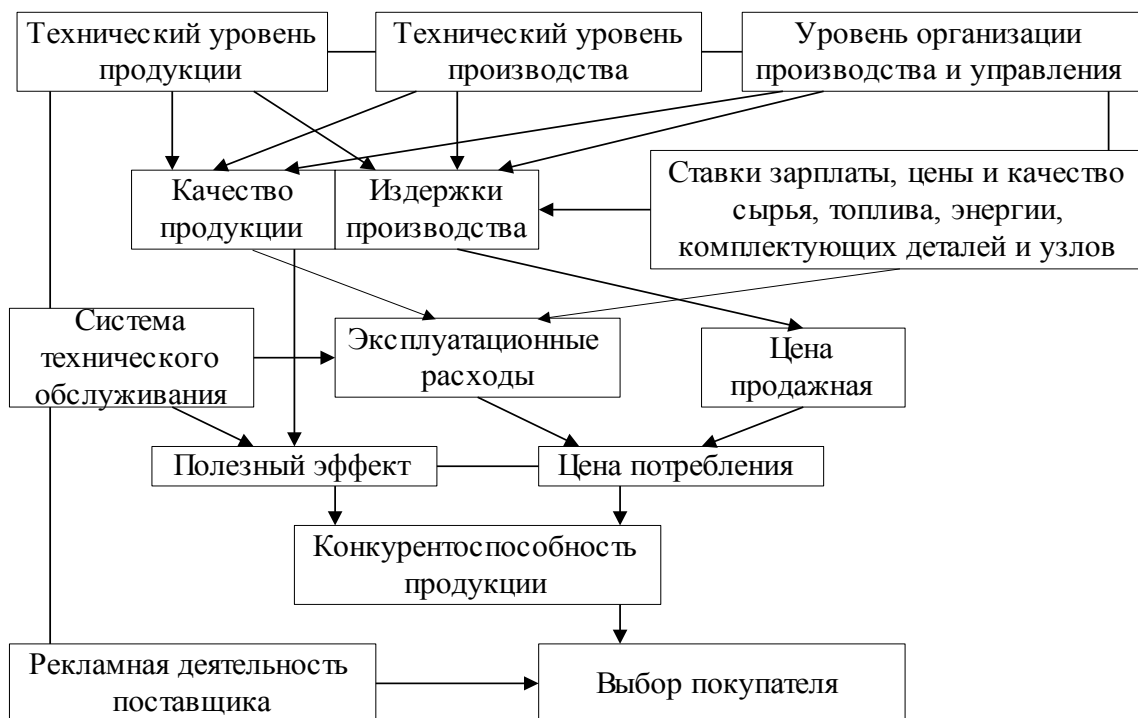 Технический уровень
продукции
Технический уровень
производства
Уровень организации
производства и управления
Качество
продукции
Издержки
производства
Ставки зарплаты, цены и качество
сырья, топлива, энергии,
комплектующих деталей и узлов
Система
технического
обслуживания
Эксплуатационные
расходы
Цена
продажная
Полезный эффект
Цена потребления
Конкурентоспособность
продукции
Рекламная деятельность
поставщика
Выбор покупателя